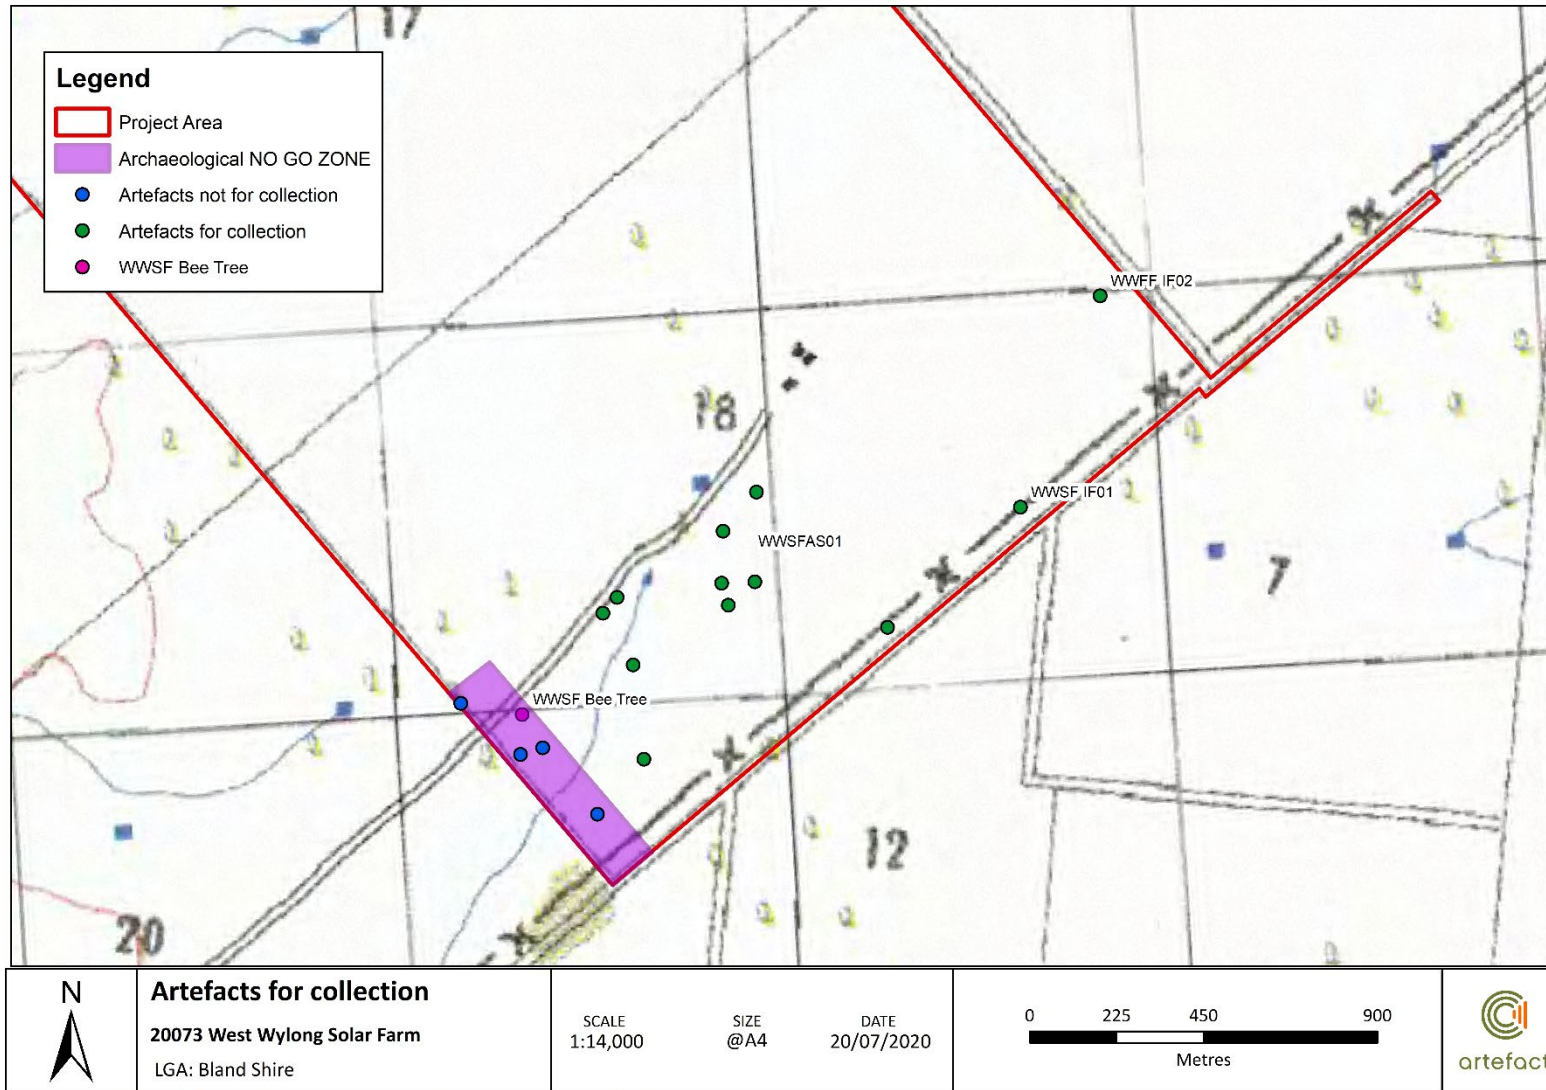 17
Legend
Project Area
Archaeological NO GO ZONE
Artefacts not for collection
Artefacts for collection
WWSF Bee Tree
WWFF IF02
18
WWSF IF01
WWSFAS01
7
WWSF Bee Tree
12
20
N
Artefacts for collection
20073 West Wylong Solar Farm
LGA: Bland Shire
SCALE
1:14,000
SIZE
@A4
DATE
20/07/2020
0 225 450 900
Metres
artefact